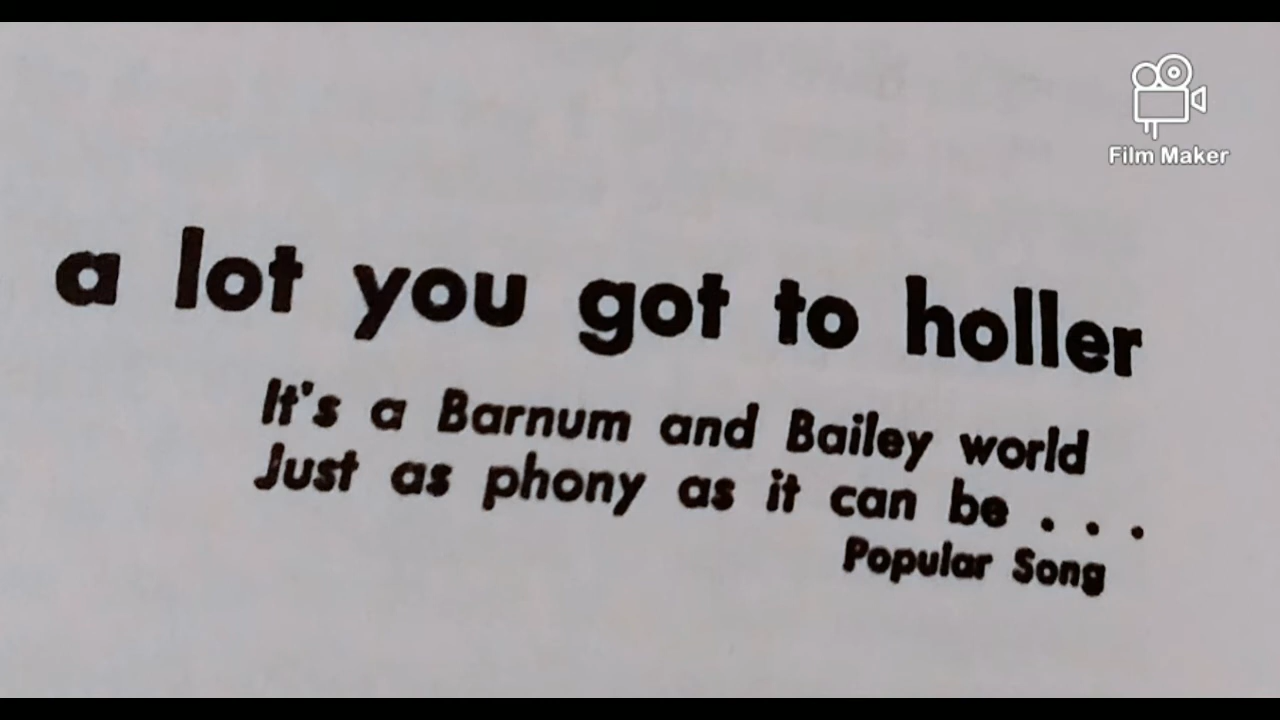 Film Maker
a lot you got to holler
It's a Barnum and Bailey world
Just as phony as it can be . . .
Popular Song